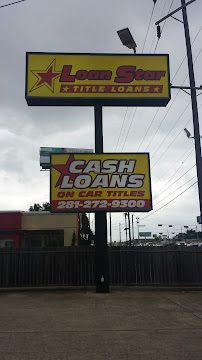 Loan Star
TITLE LOANS
CASH
LOANS
ON CAR TITLES
281-272-9300